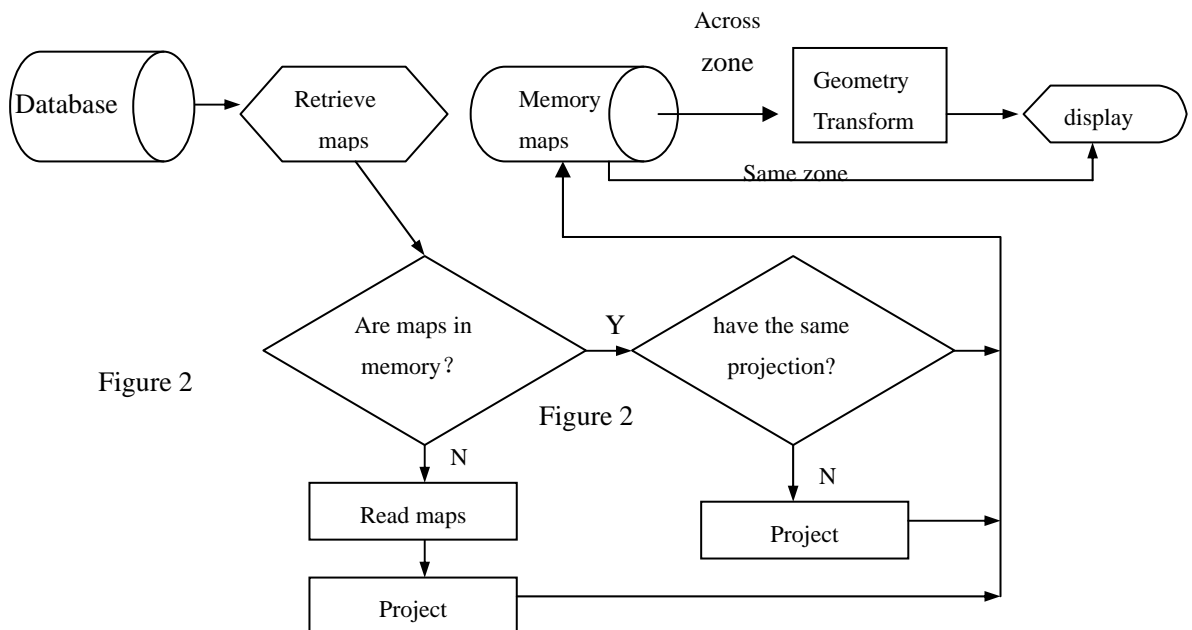 Across
zone
Database
Retrieve
maps
Memory
maps
Geometry
Transform
display
Same zone
Are maps in
memory？
Y
have the same
projection?
Figure 2
Figure 2
N
N
Read maps
Project
Project